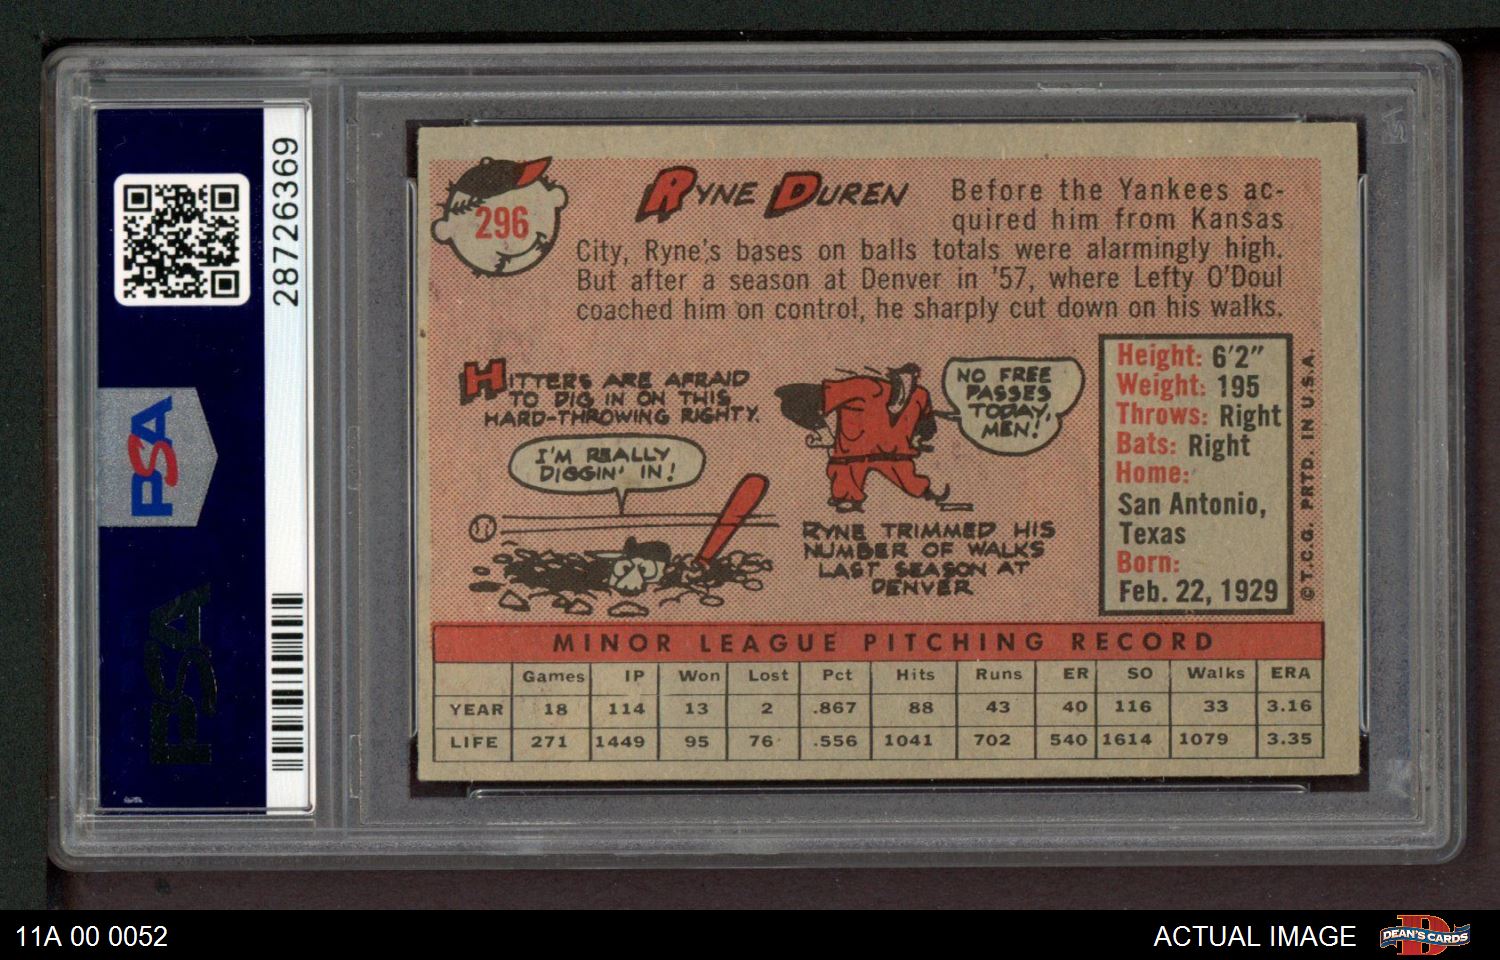 28726369
PSA
PSA
296
RYNE DUREN
Before the Yankees ac-
quired him from Kansas
City, Ryne's bases on balls totals were alarmingly high.
But after a season at Denver in '57, where Lefty O'Doul
coached him on control, he sharply cut down on his walks.
HITTERS ARE AFRAID
TO DIG IN ON THIS
HARD-THROWING RIGHTY.
I'M REALLY
DIGGIN' IN!
NO FREE
PASSES
TODAY,
MEN!
RYNE TRIMMED HIS
NUMBER OF WALKS
LAST SEASON AT
DENVER
Height: 6'2"
Weight: 195
Throws: Right
Bats: Right
Home:
San Antonio,
Texas
Born:
Feb. 22, 1929
© T.C.G. PRTD. IN U.S.A.
MINOR LEAGUE PITCHING RECORD
Games IP Won Lost Pct Hits Runs ER SO Walks ERA
YEAR 18 114 13 2 .867 88 43 40 116 33 3.16
LIFE 271 1449 95 76 .556 1041 702 540 1614 1079 3.35
11A 00 0052
ACTUAL IMAGE
DEAN'S CARDS